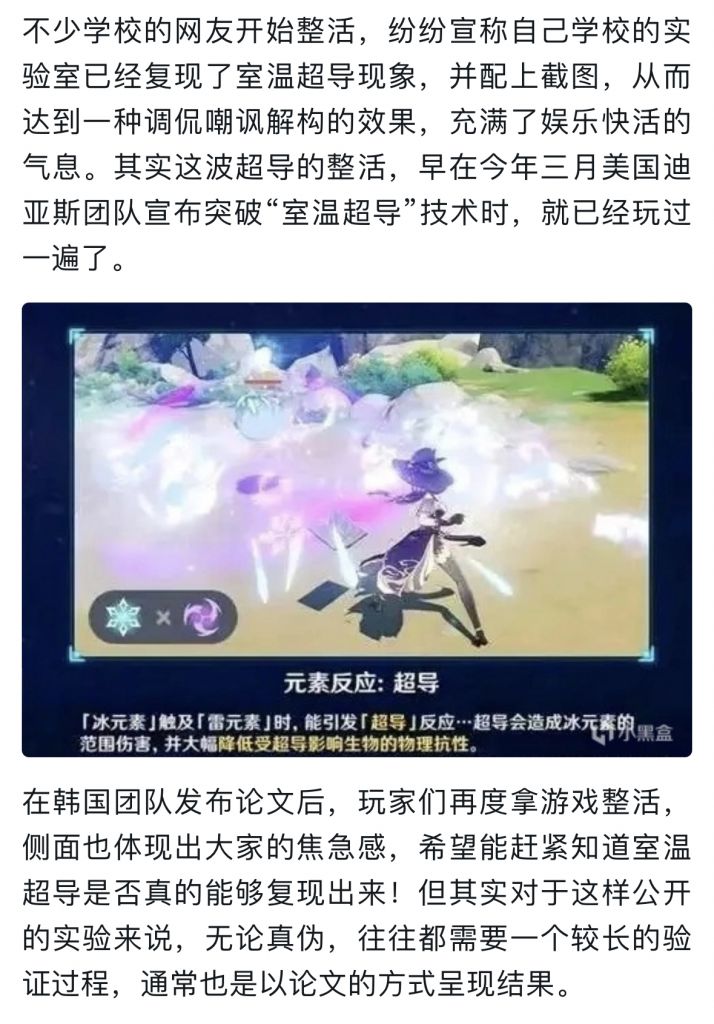 不少学校的网友开始整活，纷纷宣称自己学校的实
验室已经复现了室温超导现象，并配上截图，从而
达到一种调侃嘲讽解构的效果，充满了娱乐快活的
气息。其实这波超导的整活，早在今年三月美国迪
亚斯团队宣布突破“室温超导”技术时，就已经玩过
一遍了。
元素反应: 超导
「冰元素」触及「雷元素」时, 能引发「超导」反应…超导会造成冰元素的
范围伤害, 并大幅降低受超导影响生物的物理抗性。
小黑盒
在韩国团队发布论文后，玩家们再度拿游戏整活，
侧面也体现出大家的焦急感，希望能赶紧知道室温
超导是否真的能够复现出来！但其实对于这样公开
的实验来说，无论真伪，往往都需要一个较长的验
证过程，通常也是以论文的方式呈现结果。